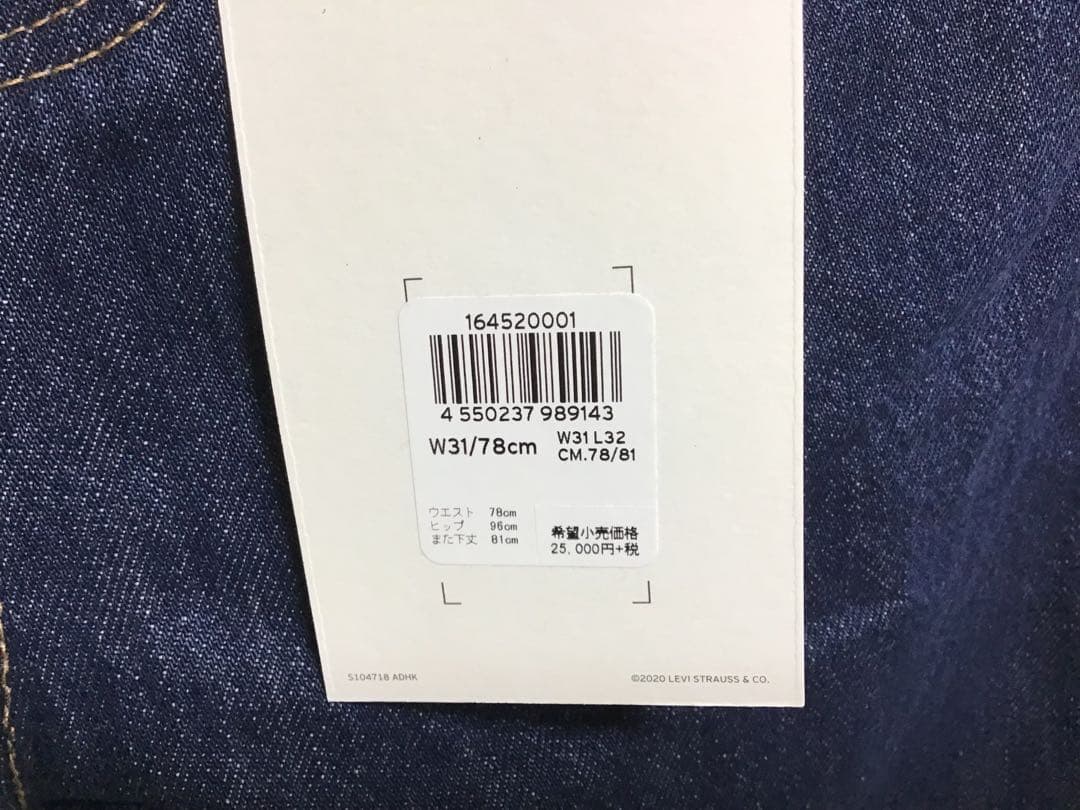 164520001
4 550237 989143
W31/78cm
W31 L32
CM.78/81
ウエスト 78cm
ヒップ 96cm
また下丈 81cm
希望小売価格
25,000円+税
S104718 ADHK
©2020 LEVI STRAUSS & CO.